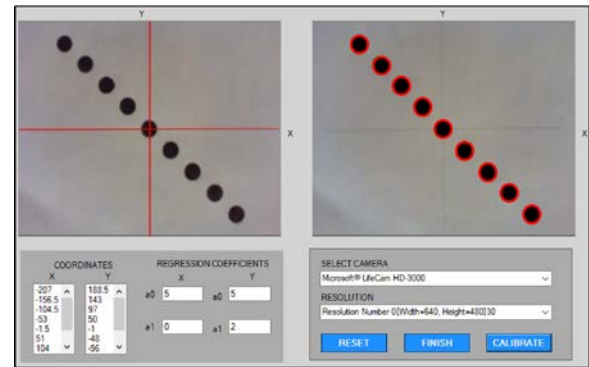 Y
Y
X
X
COORDINATES
X Y
-207 188.5
-156.5 143
-104.5 97
-53 50
-1.5 -1
51 -48
104 -96
REGRESSION COEFFICIENTS
X Y
a0 5 a0 5
a1 0 a1 2
SELECT CAMERA
Microsoft® LifeCam HD-3000
RESOLUTION
Resolution Number 0[Width=640, Height=480]30
RESET FINISH CALIBRATE